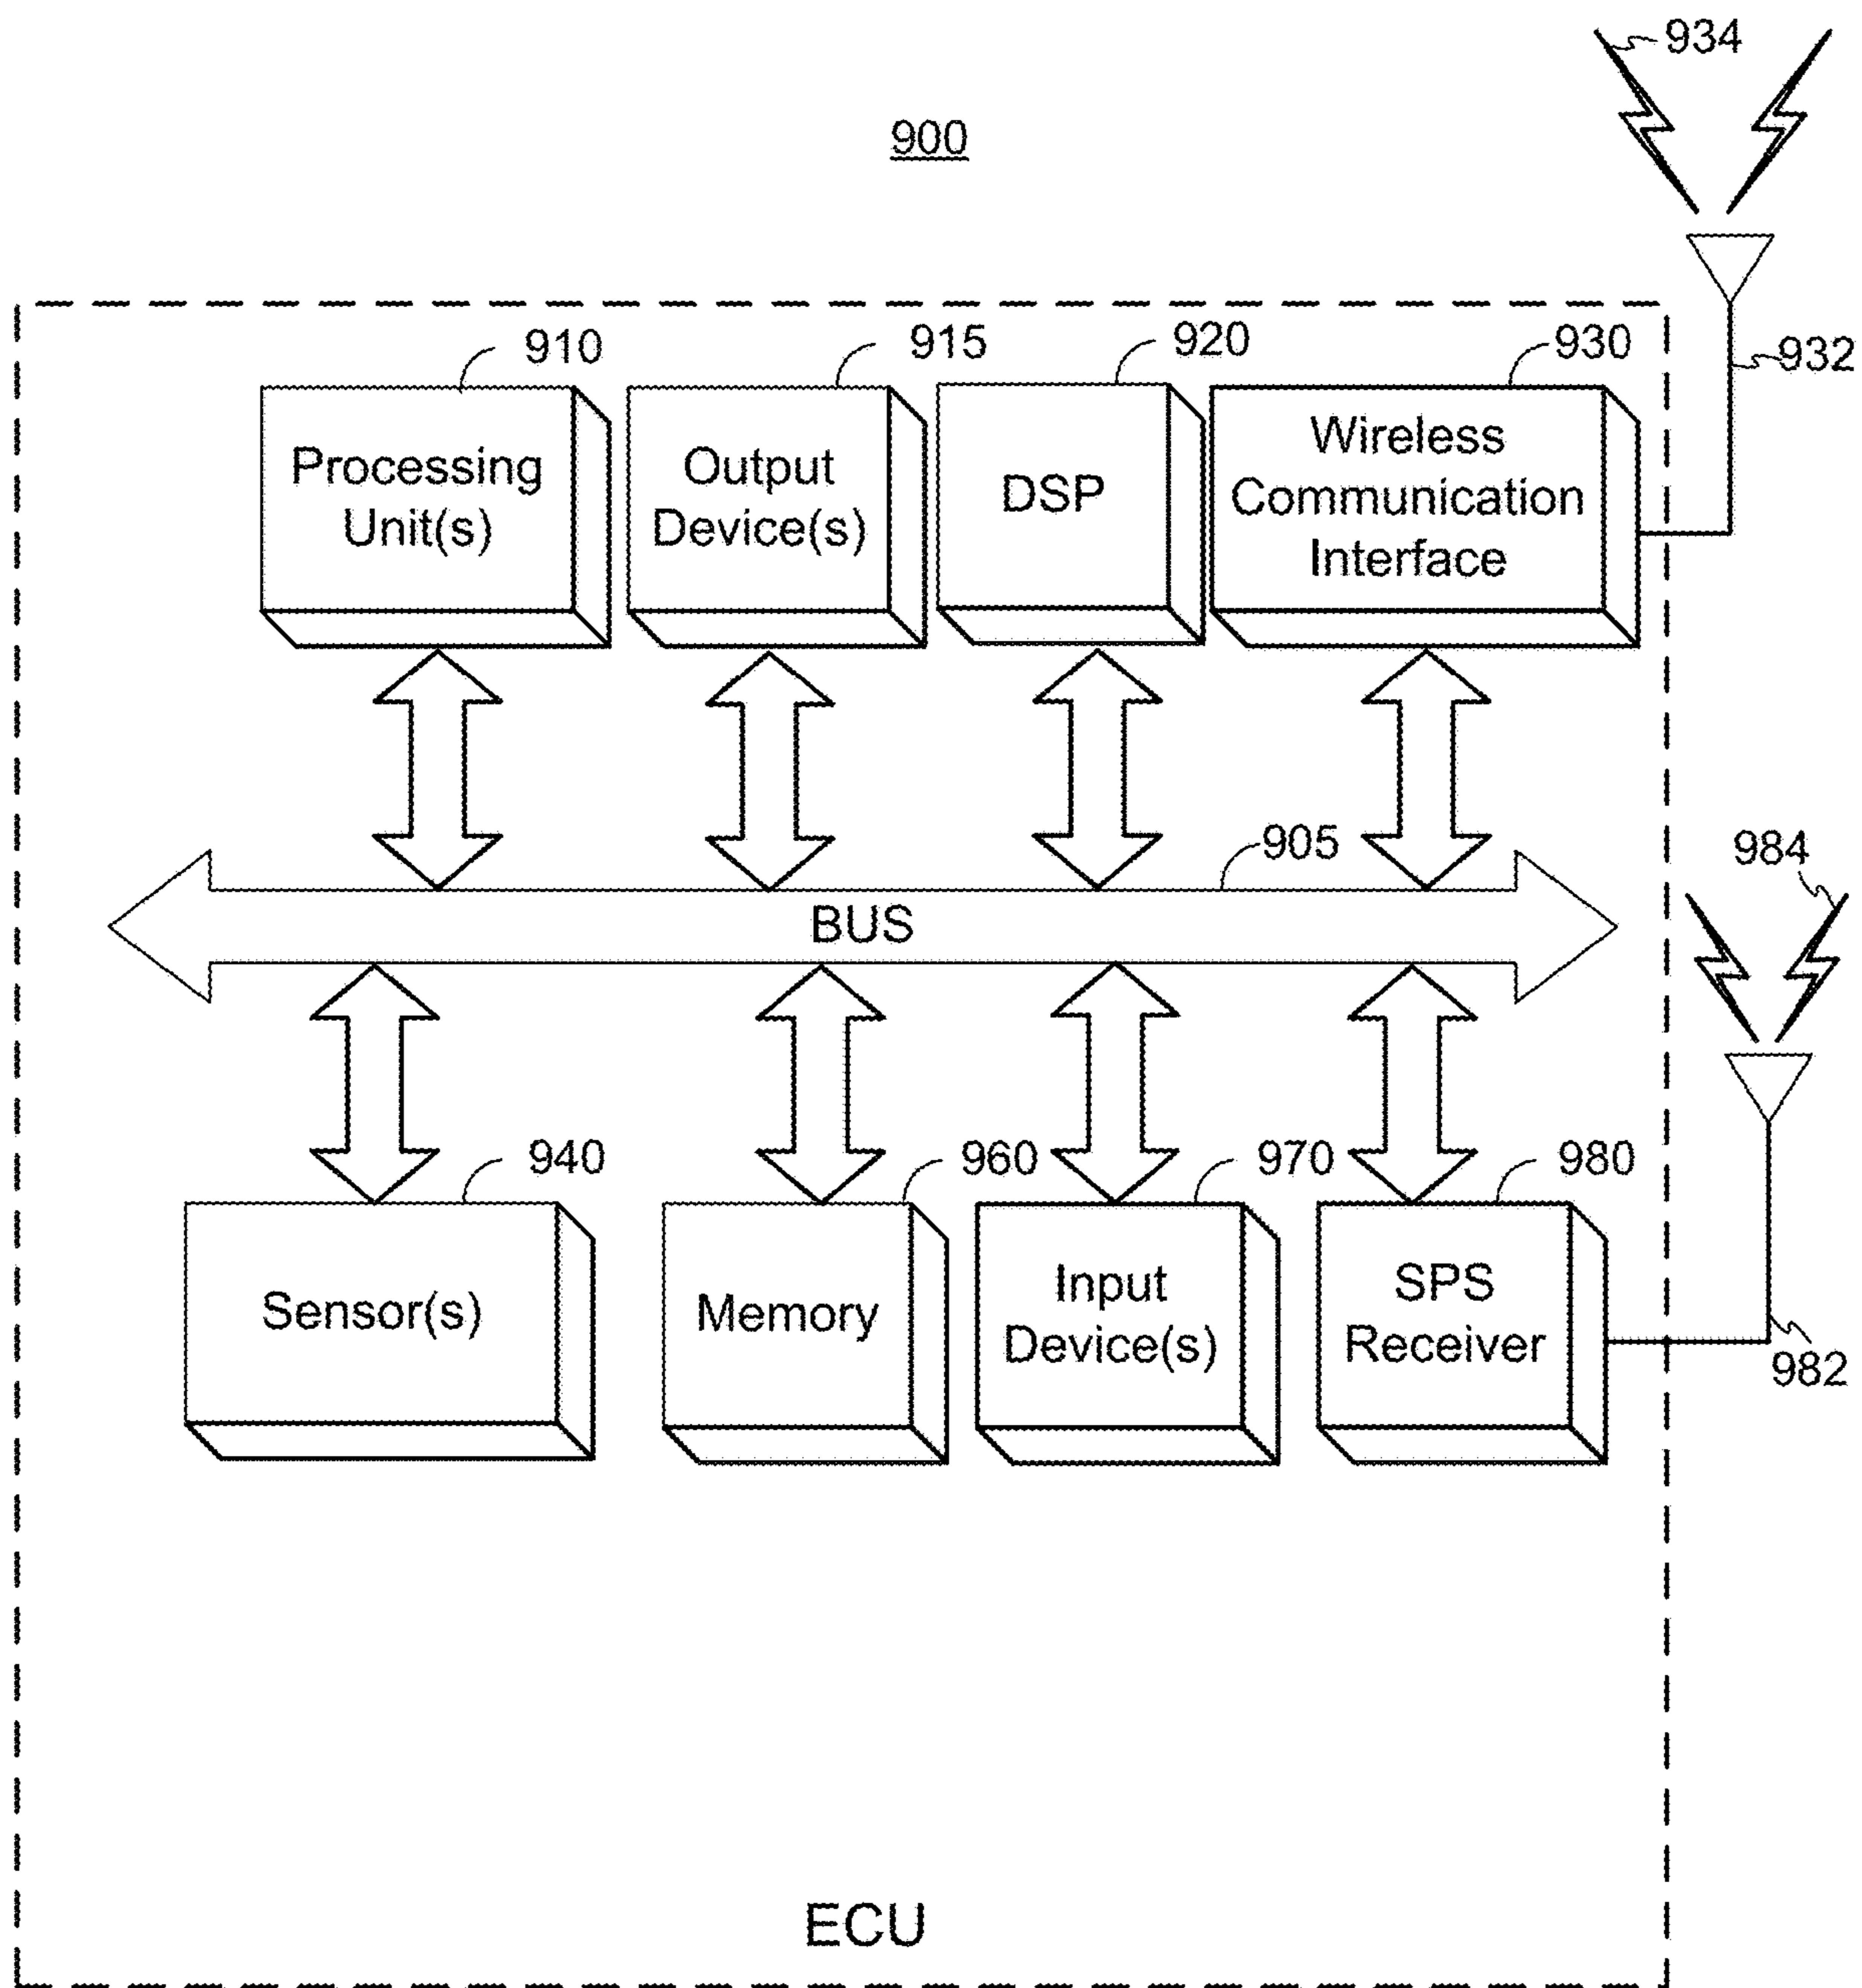 934
900
932
910
915
920
930
Processing
Unit(s)
Output
Device(s)
DSP
Wireless
Communication
Interface
905
BUS
984
940
960
970
980
Sensor(s)
Memory
Input
Device(s)
SPS
Receiver
982
ECU